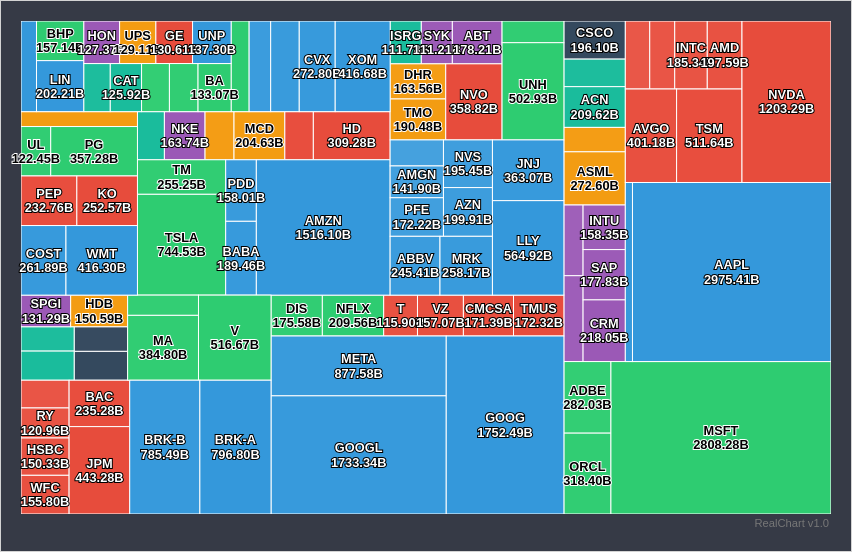 BHP
157.14B
HON
127.37B
UPS
129.11B
GE
130.61B
UNP
137.30B
LIN
202.21B
CAT
125.92B
BA
133.07B
CVX
272.80B
XOM
416.68B
ISRG
111.71B
SYK
111.21B
ABT
178.21B
DHR
163.56B
TMO
190.48B
NVO
358.82B
UNH
502.93B
CSCO
196.10B
ACN
209.62B
ASML
272.60B
INTC
185.34B
AMD
197.59B
NVDA
1203.29B
AVGO
401.18B
TSM
511.64B
UL
122.45B
PG
357.28B
NKE
163.74B
MCD
204.63B
HD
309.28B
PEP
232.76B
KO
252.57B
TM
255.25B
PDD
158.01B
AMZN
1516.10B
COST
261.89B
WMT
416.30B
TSLA
744.53B
BABA
189.46B
AMGN
141.90B
NVS
195.45B
JNJ
363.07B
PFE
172.22B
AZN
199.91B
ABBV
245.41B
MRK
258.17B
LLY
564.92B
INTU
158.35B
SAP
177.83B
CRM
218.05B
AAPL
2975.41B
SPGI
131.29B
HDB
150.59B
MA
384.80B
V
516.67B
DIS
175.58B
NFLX
209.56B
T
115.90B
VZ
157.07B
CMCSA
171.39B
TMUS
172.32B
META
877.58B
GOOGL
1733.34B
GOOG
1752.49B
RY
120.96B
HSBC
150.33B
WFC
155.80B
BAC
235.28B
JPM
443.28B
BRK-B
785.49B
BRK-A
796.80B
ADBE
282.03B
ORCL
318.40B
MSFT
2808.28B
RealChart v1.0